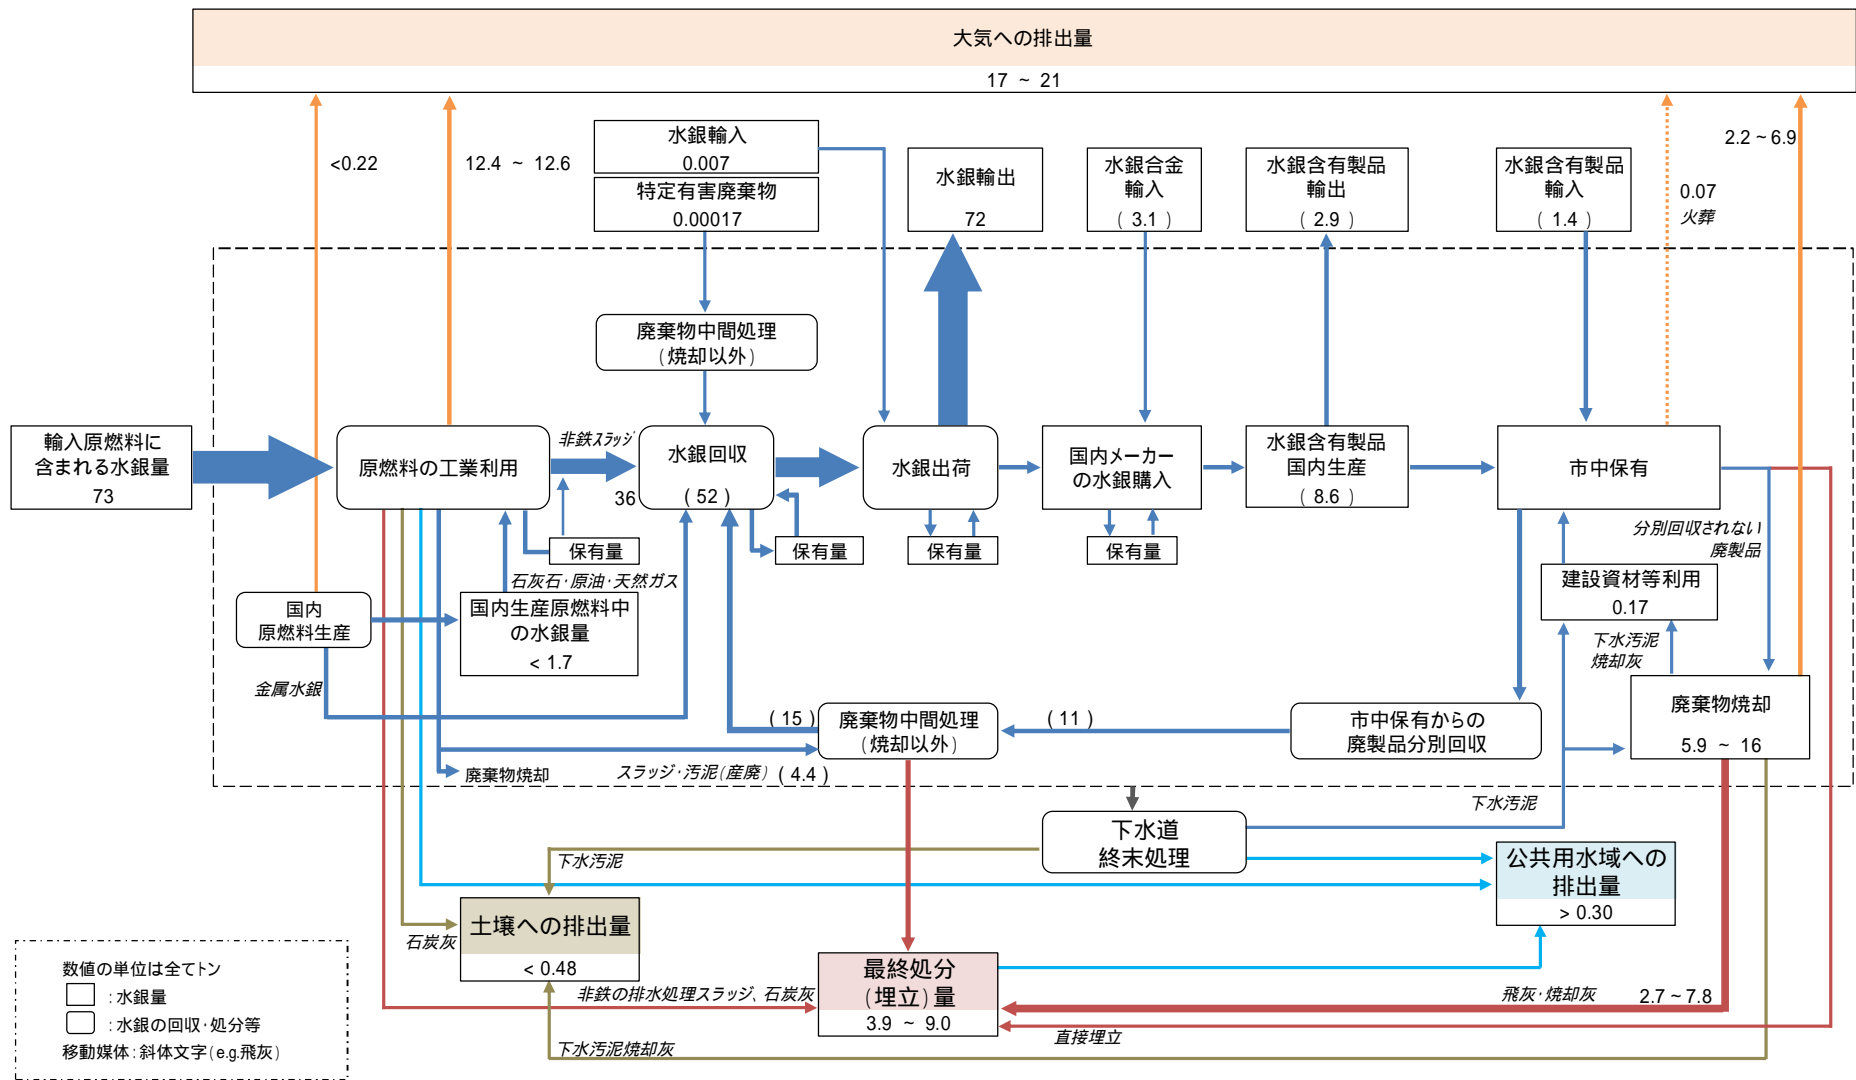 大気への排出量
17 ~ 21
<0.22
12.4 ~ 12.6
水銀輸入
0.007
特定有害廃棄物
0.00017
水銀輸出
72
水銀合金
輸入
( 3.1 )
水銀含有製品
輸出
( 2.9 )
水銀含有製品
輸入
( 1.4 )
0.07
火葬
2.2~6.9
廃棄物中間処理
(焼却以外)
輸入原燃料に
含まれる水銀量
73
原燃料の工業利用
非鉄スラッジ
36
水銀回収
( 52 )
水銀出荷
国内メーカー
の水銀購入
水銀含有製品
国内生産
( 8.6 )
市中保有
保有量
保有量
保有量
保有量
分別回収されない
廃製品
石灰石・原油・天然ガス
国内
原燃料生産
国内生産原燃料中
の水銀量
< 1.7
建設資材等利用
0.17
下水汚泥
焼却灰
金属水銀
( 15 )
廃棄物中間処理
(焼却以外)
( 11 )
市中保有からの
廃製品分別回収
廃棄物焼却
5.9 ~ 16
廃棄物焼却
スラッジ・汚泥(産廃)
( 4.4 )
下水汚泥
下水道
終末処理
下水汚泥
公共用水域への
排出量
> 0.30
土壌への排出量
< 0.48
石炭灰
最終処分
(埋立)量
3.9 ~ 9.0
非鉄の排水処理スラッジ、石炭灰
飛灰・焼却灰
2.7~7.8
直接埋立
下水汚泥焼却灰
数値の単位は全てトン
:水銀量
:水銀の回収・処分等
移動媒体:斜体文字(e.g.飛灰)